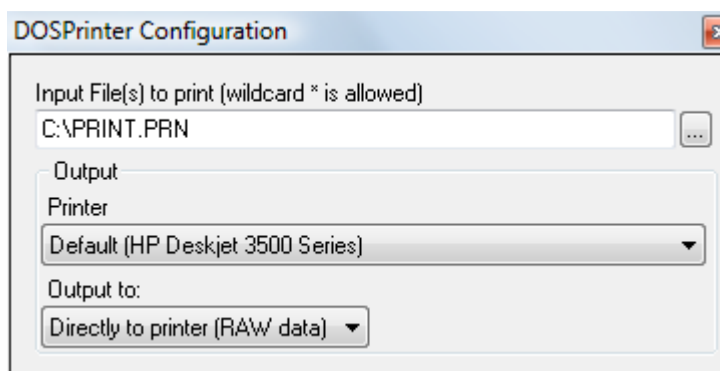 DOSPrinter Configuration
Input File(s) to print (wildcard * is allowed)
C:\PRINT.PRN
...
Output
Printer
Default (HP Deskjet 3500 Series)
Output to:
Directly to printer (RAW data)